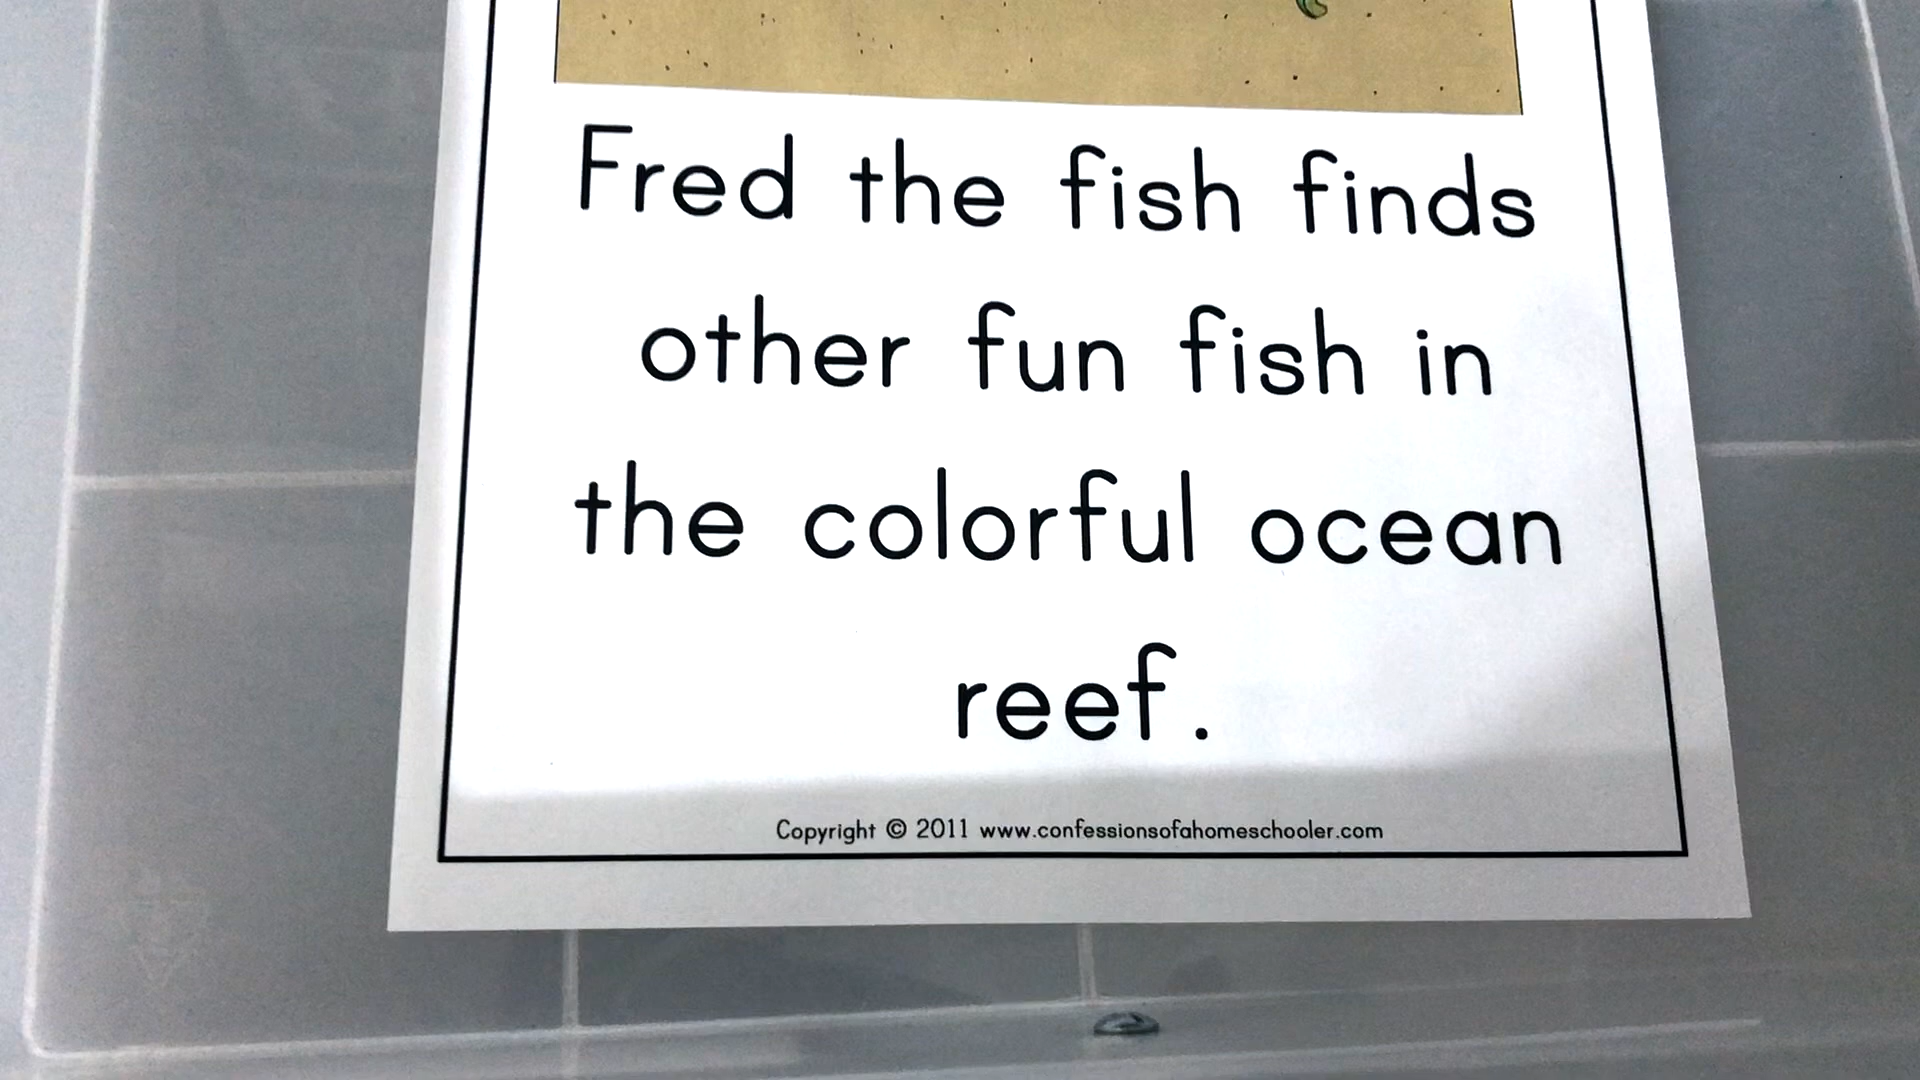 Fred the fish finds
other fun fish in
the colorful ocean
reef.
Copyright © 2011 www.confessionsofahomeschooler.com